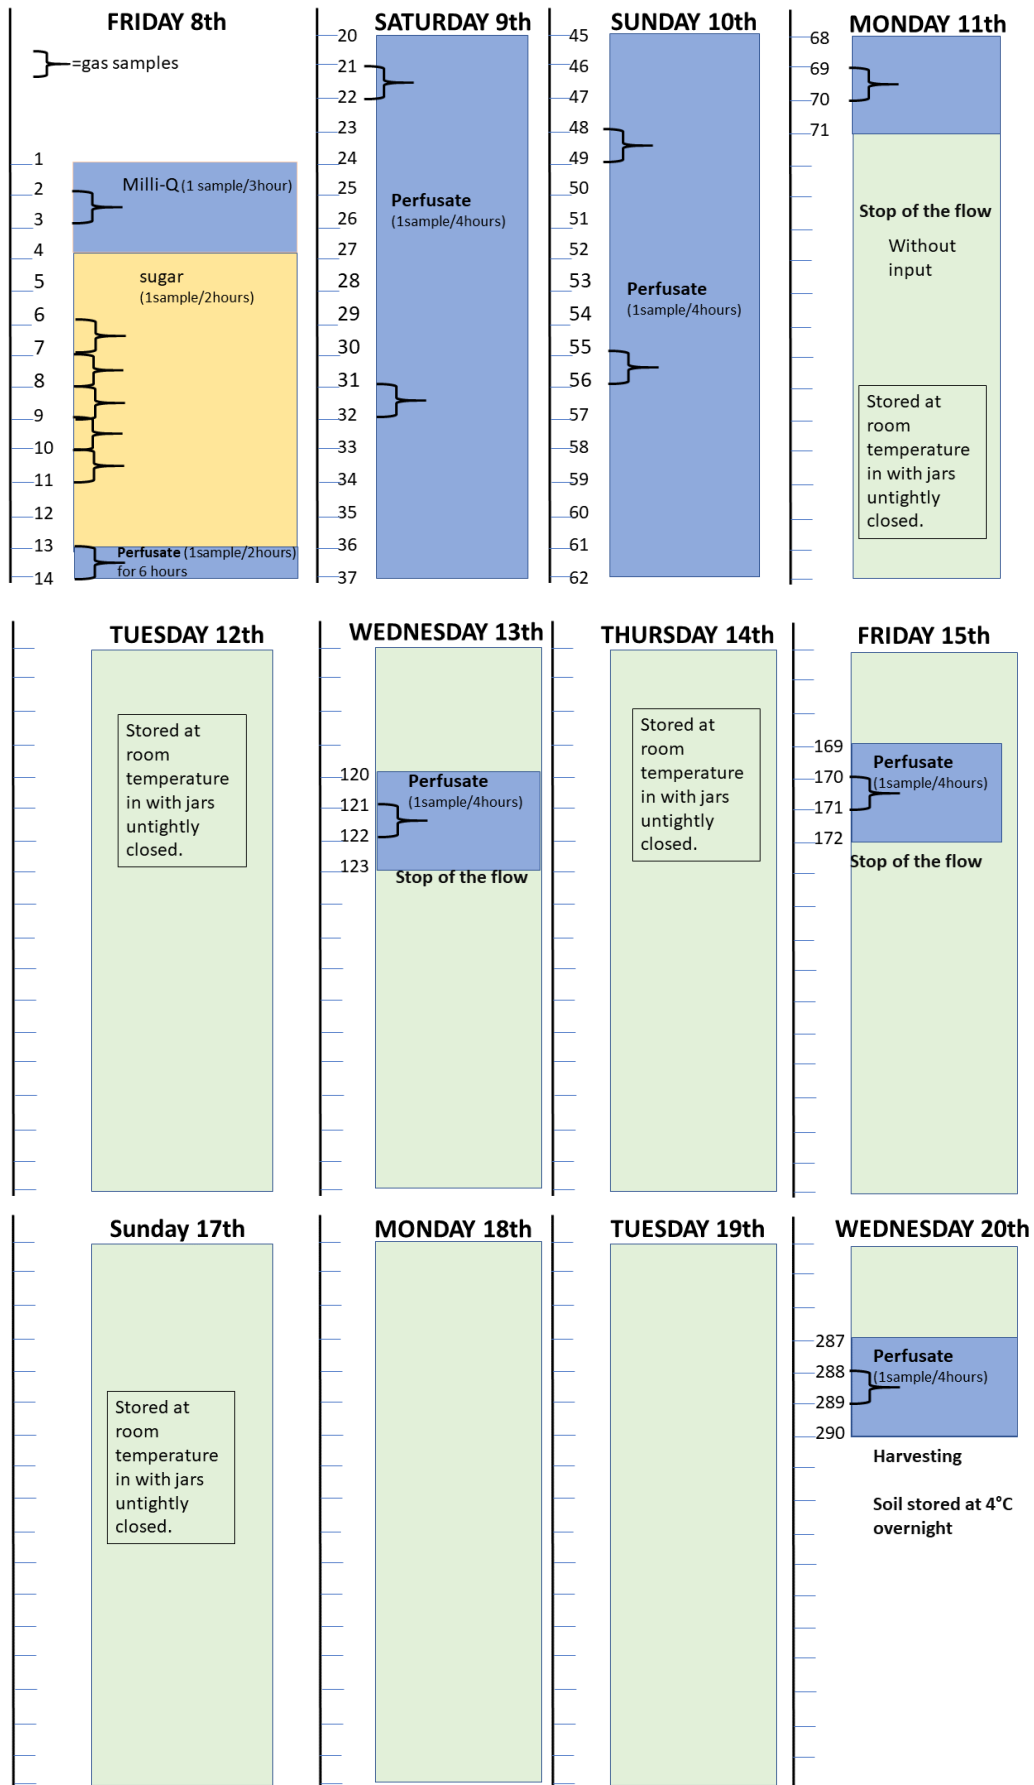 FRIDAY 8th
=gas samples
1
2
3
4
5
6
7
8
9
10
11
12
13
14
Milli-Q (1 sample/3hour)
sugar
(1sample/2hours)
Perfusate (1sample/2hours)
for 6 hours
SATURDAY 9th
20
21
22
23
24
25
26
27
28
29
30
31
32
33
34
35
36
37
Perfusate
(1sample/4hours)
SUNDAY 10th
45
46
47
48
49
50
51
52
53
54
55
56
57
58
59
60
61
62
Perfusate
(1sample/4hours)
MONDAY 11th
68
69
70
71
Stop of the flow
Without
input
Stored at
room
temperature
in with jars
untightly
closed.
TUESDAY 12th
Stored at
room
temperature
in with jars
untightly
closed.
WEDNESDAY 13th
120
121
122
123
Perfusate
(1sample/4hours)
Stop of the flow
THURSDAY 14th
Stored at
room
temperature
in with jars
untightly
closed.
FRIDAY 15th
169
170
171
172
Perfusate
(1sample/4hours)
Stop of the flow
Sunday 17th
Stored at
room
temperature
in with jars
untightly
closed.
MONDAY 18th
TUESDAY 19th
WEDNESDAY 20th
287
288
289
290
Perfusate
(1sample/4hours)
Harvesting
Soil stored at 4°C
overnight